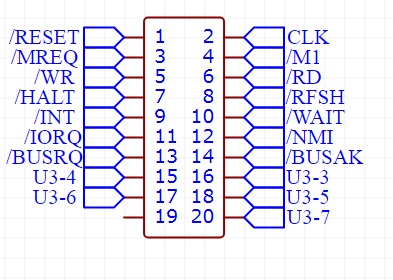 /RESET 1 2 CLK
/MREQ 3 4 /M1
/WR 5 6 /RD
/HALT 7 8 /RFSH
/INT 9 10 /WAIT
/IORQ 11 12 /NMI
/BUSRQ 13 14 /BUSAK
U3-4 15 16 U3-3
U3-6 17 18 U3-5
19 20 U3-7